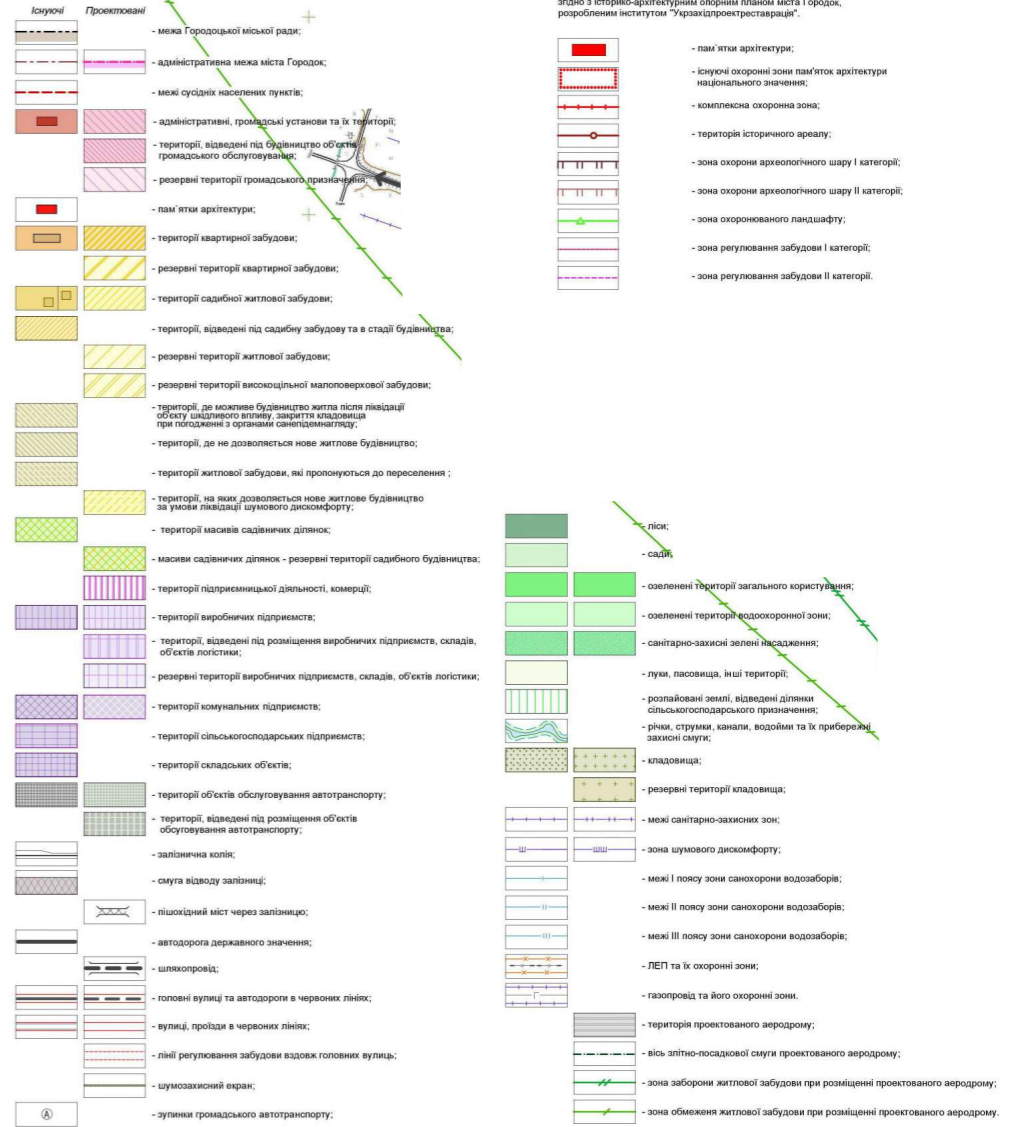 Існуючі Проектовані
- межа Городоцької міської ради;
- адміністративна межа міста Городок;
- межі сусідніх населених пунктів;
- адміністративні, громадські установи та їх території;
- території, відведені під будівництво об'єктів
громадського обслуговування;
- резервні території громадського призначення;
- пам`ятки архітектури;
- території квартирної забудови;
- резервні території квартирної забудови;
- території садибної житлової забудови;
- території, відведені під садибну забудову та в стадії будівництва;
- резервні території житлової забудови;
- резервні території високощільної малоповерхової забудови;
- території, де можливе будівництво житла після ліквідації
об'єкту шкідливого впливу, закриття кладовища
при погодженні з органами санепідемнагляду;
- території, де не дозволяється нове житлове будівництво;
- території житлової забудови, які пропонуються до переселення ;
- території, на яких дозволяється нове житлове будівництво
за умови ліквідації шумового дискомфорту;
- території масивів садівничих ділянок;
- масиви садівничих ділянок - резервні території садибного будівництва;
- території підприємницької діяльності, комерції;
- території виробничих підприємств;
- території, відведені під розміщення виробничих підприємств, складів,
об'єктів логістики;
- резервні території виробничих підприємств, складів, об'єктів логістики;
- території комунальних підприємств;
- території сільськогосподарських підприємств;
- території складських об'єктів;
- території об'єктів обслуговування автотранспорту;
- території, відведені під розміщення об'єктів
обсуговування автотранспорту;
- залізнична колія;
- смуга відводу залізниці;
- пішохідний міст через залізницю;
- автодорога державного значення;
- шляхопровід;
- головні вулиці та автодороги в червоних лініях;
- вулиці, проїзди в червоних лініях;
- лінії регулювання забудови вздовж головних вулиць;
- шумозахисний екран;
А
- зупинки громадського автотранспорту;
згідно з історико-архітектурним опорним планом міста Городок,
розробленим інститутом "Укрзахідпроектреставрація".
- пам`ятки архітектури;
- існуючі охоронні зони пам'яток архітектури
національного значення;
- комплексна охоронна зона;
- територія історичного ареалу;
- зона охорони археологічного шару I категорії;
- зона охорони археологічного шару II категорії;
- зона охоронюваного ландшафту;
- зона регулювання забудови I категорії;
- зона регулювання забудови II категорії.
- ліси;
- сади;
- озеленені території загального користування;
- озеленені території водоохоронної зони;
- санітарно-захисні зелені насадження;
- луки, пасовища, інші території;
- розпайовані землі, відведені ділянки
сільськогосподарського призначення;
- річки, струмки, канали, водойми та їх прибережні
захисні смуги;
- кладовища;
- резервні території кладовища;
- межі санітарно-захисних зон;
Ш ШШ - зона шумового дискомфорту;
I - межі I поясу зони санохорони водозаборів;
II - межі II поясу зони санохорони водозаборів;
III - межі III поясу зони санохорони водозаборів;
- ЛЕП та їх охоронні зони;
Г - газопровід та його охоронні зони.
- територія проектованого аеродрому;
- вісь злітно-посадкової смуги проектованого аеродрому;
- зона заборони житлової забудови при розміщенні проектованого аеродрому;
- зона обмеженя житлової забудови при розміщенні проектованого аеродрому.